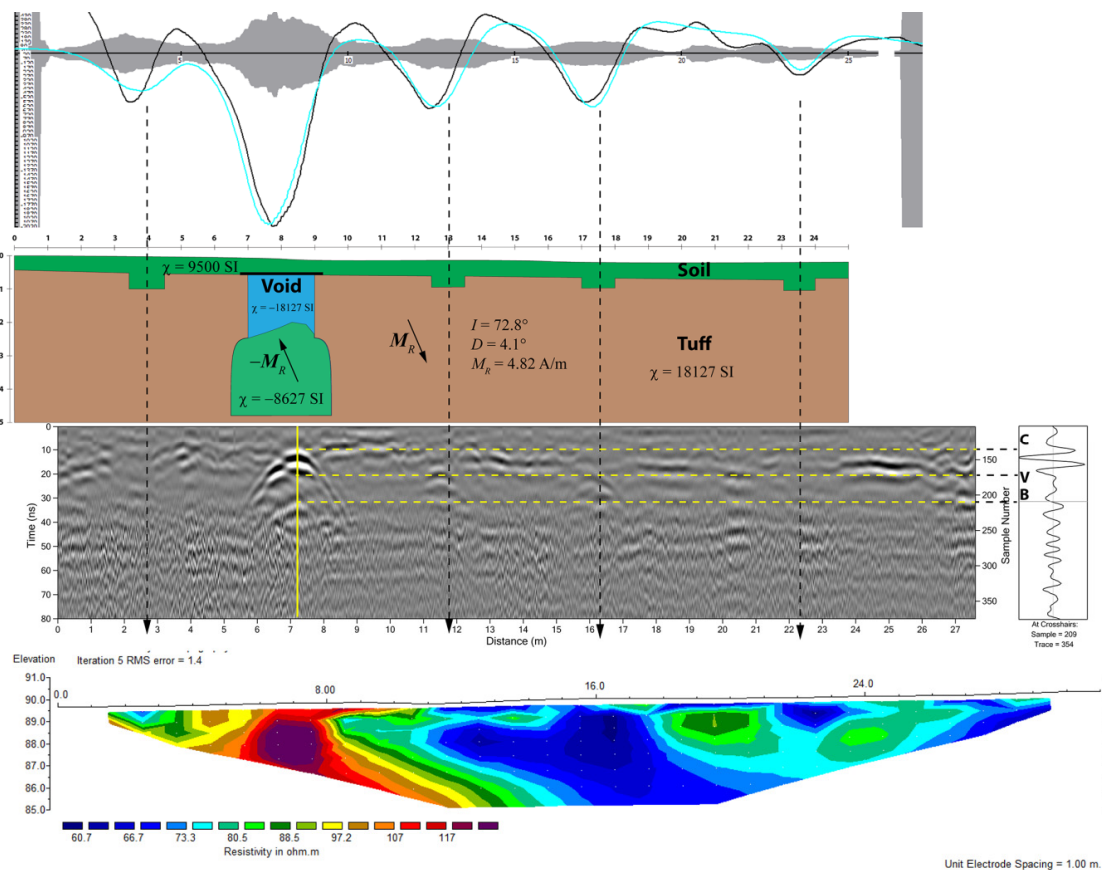 5 10 15 20 25
0 1 2 3 4 5 6 7 8 9 10 11 12 13 14 15 16 17 18 19 20 21 22 23 24
χ = 9500 SI
Soil
Void
χ = −18127 SI
M_R
I = 72.8°
D = 4.1°
M_R = 4.82 A/m
Tuff
χ = 18127 SI
−M_R
χ = −8627 SI
0
10
20
30
40
50
60
70
80
Time (ns)
150
200
250
300
350
Sample Number
C
V
B
0 1 2 3 4 5 6 7 8 9 10 11 12 13 14 15 16 17 18 19 20 21 22 23 24 25 26 27
Distance (m)
At Crosshairs:
Sample = 209
Trace = 354
Elevation Iteration 5 RMS error = 1.4
91.0
90.0
89.0
88.0
87.0
86.0
85.0
0.0 8.00 16.0 24.0
60.7 66.7 73.3 80.5 88.5 97.2 107 117
Resistivity in ohm.m
Unit Electrode Spacing = 1.00 m.